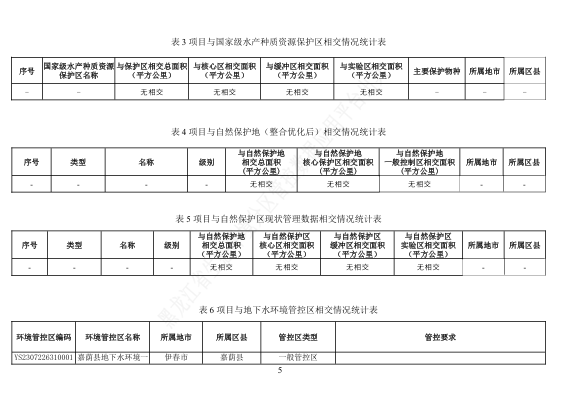 表 3 项目与国家级水产种质资源保护区相交情况统计表
序号 国家级水产种质资源保护区名称 与保护区相交总面积（平方公里） 与核心区相交面积（平方公里） 与缓冲区相交面积（平方公里） 与实验区相交面积（平方公里） 主要保护物种 所属地市 所属区县
- - 无相交 无相交 无相交 无相交 - - -
表 4 项目与自然保护地（整合优化后）相交情况统计表
序号 类型 名称 级别 与自然保护地相交总面积（平方公里） 与自然保护地核心保护区相交面积（平方公里） 与自然保护地一般控制区相交面积（平方公里） 所属地市 所属区县
- - - - 无相交 无相交 无相交 - -
表 5 项目与自然保护区现状管理数据相交情况统计表
序号 类型 名称 级别 与自然保护地相交总面积（平方公里） 与自然保护区核心区相交面积（平方公里） 与自然保护区缓冲区相交面积（平方公里） 与自然保护区实验区相交面积（平方公里） 所属地市 所属区县
- - - - 无相交 无相交 无相交 无相交 - -
表 6 项目与地下水环境管控区相交情况统计表
环境管控区编码 环境管控区名称 所属地市 所属区县 管控区类型 管控要求
YS2307226310001 嘉荫县地下水环境一 伊春市 嘉荫县 一般管控区
5